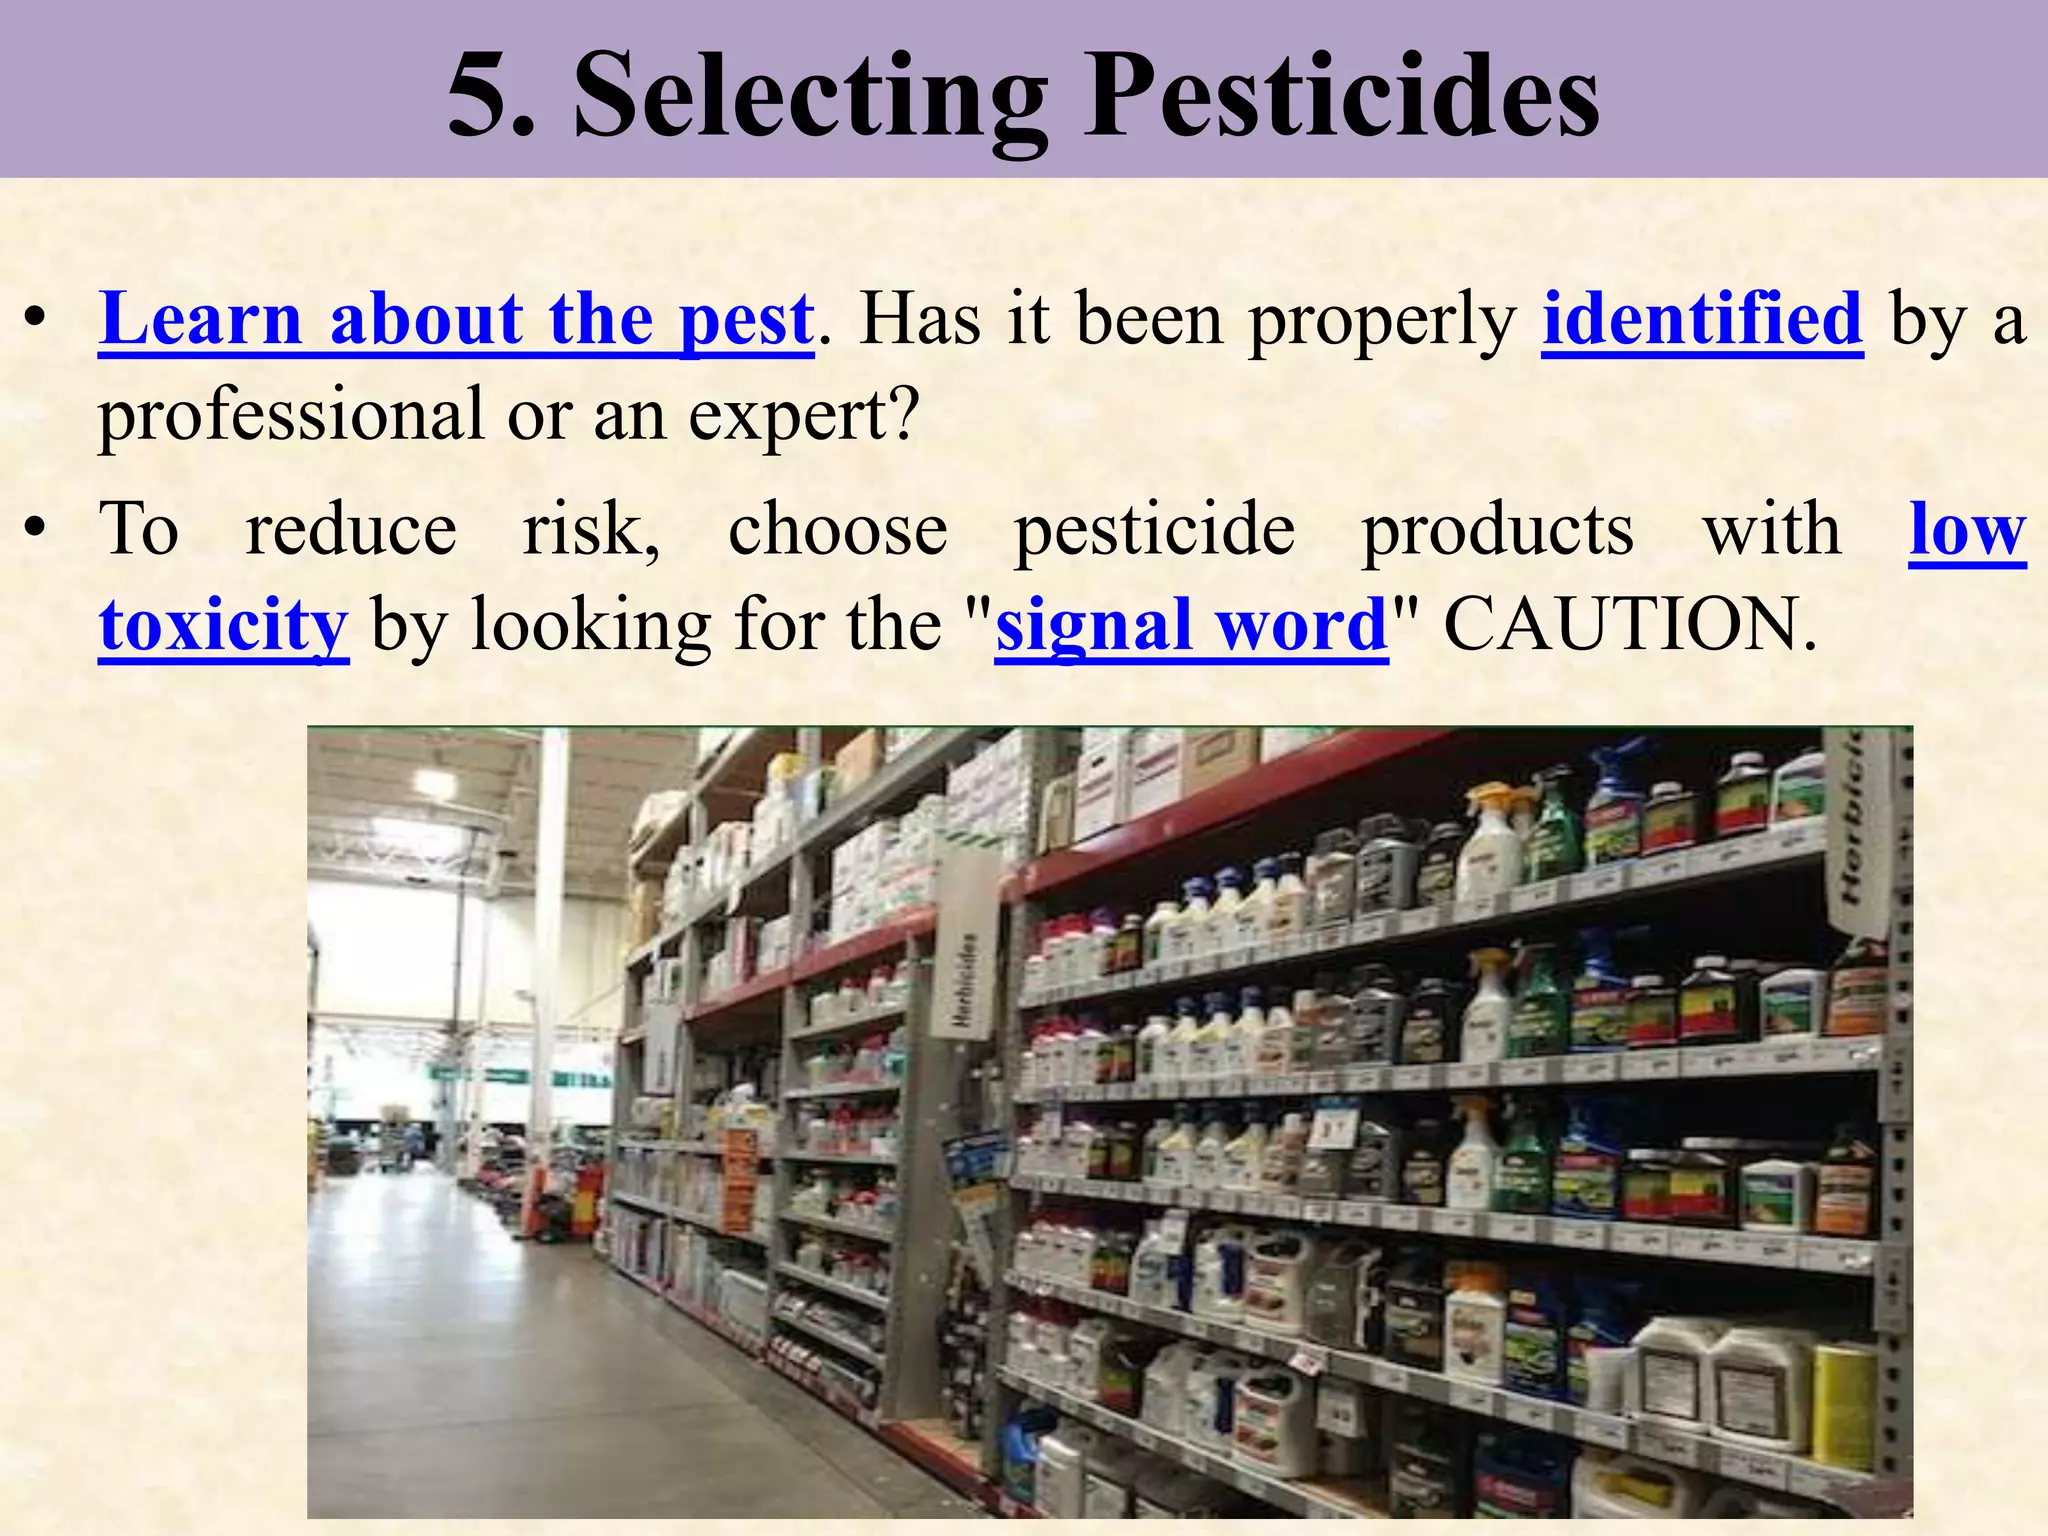 5. Selecting Pesticides
• Learn about the pest. Has it been properly identified by a
professional or an expert?
• To reduce risk, choose pesticide products with low
toxicity by looking for the "signal word" CAUTION.
Herbicides
Herbicid